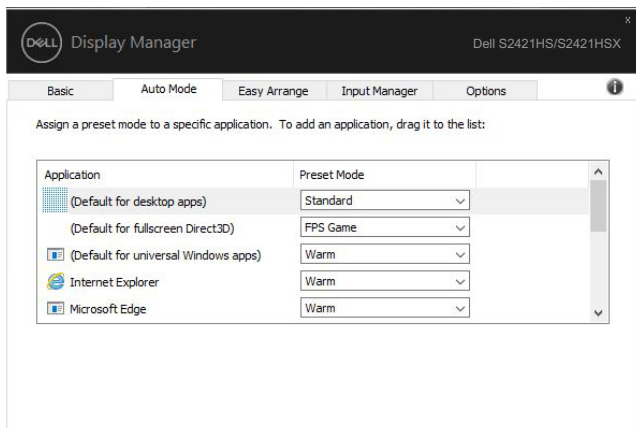 DELL Display Manager Dell S2421HS/S2421HSX x
Basic Auto Mode Easy Arrange Input Manager Options i
Assign a preset mode to a specific application. To add an application, drag it to the list:
Application Preset Mode
(Default for desktop apps) Standard
(Default for fullscreen Direct3D) FPS Game
(Default for universal Windows apps) Warm
Internet Explorer Warm
Microsoft Edge Warm